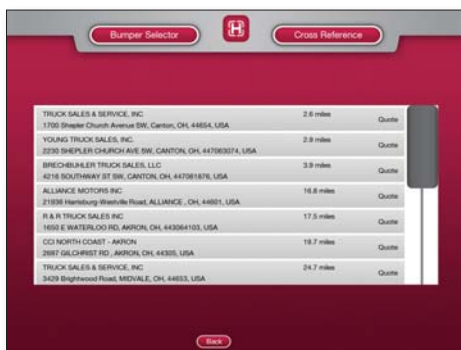 Bumper Selector
H
Cross Reference
TRUCK SALES & SERVICE, INC 2.6 miles
1700 Shepler Church Avenue SW, Canton, OH, 44654, USA Quote
YOUNG TRUCK SALES, INC. 2.9 miles
2230 SHEPLER CHURCH AVE SW, CANTON, OH, 447063074, USA Quote
BRECHBUHLER TRUCK SALES, LLC 3.9 miles
4216 SOUTHWAY ST SW, CANTON, OH, 447061876, USA Quote
ALLIANCE MOTORS INC 16.8 miles
21938 Harrisburg-Westville Road, ALLIANCE , OH, 44601, USA Quote
R & R TRUCK SALES INC 17.5 miles
1650 E WATERLOO RD, AKRON, OH, 443064103, USA Quote
CCI NORTH COAST - AKRON 19.7 miles
2697 GILCHRIST RD , AKRON, OH, 44305, USA Quote
TRUCK SALES & SERVICE, INC 24.7 miles
3429 Brightwood Road, MIDVALE, OH, 44653, USA Quote
Back